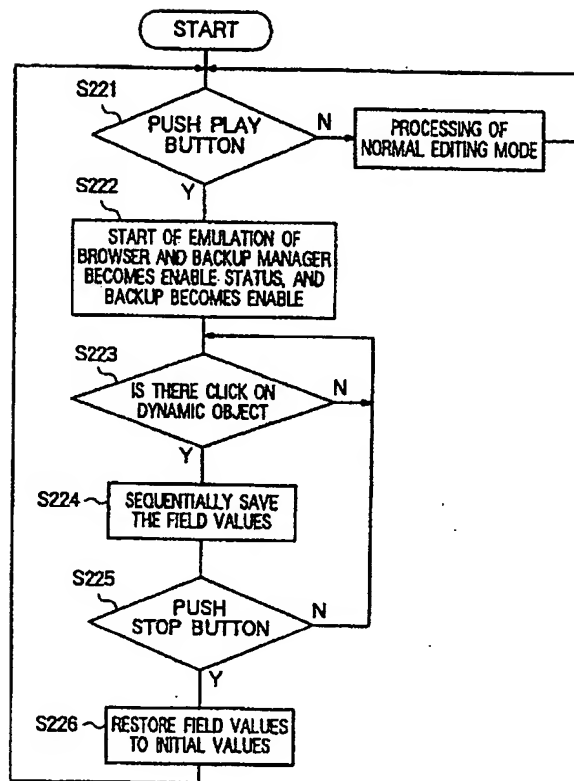 START
S221
PUSH PLAY
BUTTON
N
PROCESSING OF
NORMAL EDITING MODE
Y
S222
START OF EMULATION OF
BROWSER AND BACKUP MANAGER
BECOMES ENABLE STATUS, AND
BACKUP BECOMES ENABLE
S223
IS THERE CLICK ON
DYNAMIC OBJECT
N
Y
S224
SEQUENTIALLY SAVE
THE FIELD VALUES
S225
PUSH
STOP BUTTON
N
Y
S226
RESTORE FIELD VALUES
TO INITIAL VALUES